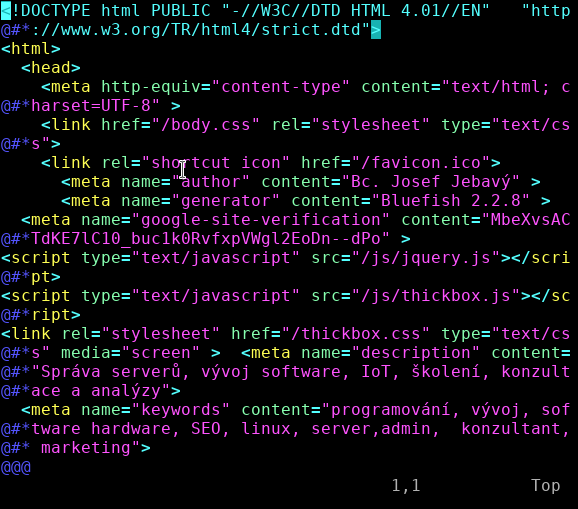 <!DOCTYPE html PUBLIC "-//W3C//DTD HTML 4.01//EN"   "http
@#*://www.w3.org/TR/html4/strict.dtd">
<html>
  <head>
    <meta http-equiv="content-type" content="text/html; c
@#*harset=UTF-8" >
    <link href="/body.css" rel="stylesheet" type="text/cs
@#*s">
    <link rel="shortcut icon" href="/favicon.ico">
      <meta name="author" content="Bc. Josef Jebavý" >
      <meta name="generator" content="Bluefish 2.2.8" >
  <meta name="google-site-verification" content="MbeXvsAC
@#*TdKE7lC10_buc1k0RvfxpVWgl2EoDn--dPo" >
<script type="text/javascript" src="/js/jquery.js"></scri
@#*pt>
<script type="text/javascript" src="/js/thickbox.js"></sc
@#*ript>
<link rel="stylesheet" href="/thickbox.css" type="text/cs
@#*s" media="screen" >  <meta name="description" content=
@#*"Správa serverů, vývoj software, IoT, školení, konzult
@#*ace a analýzy">
  <meta name="keywords" content="programování, vývoj, sof
@#*tware hardware, SEO, linux, server,admin,  konzultant,
@#* marketing">
@@@
1,1 Top